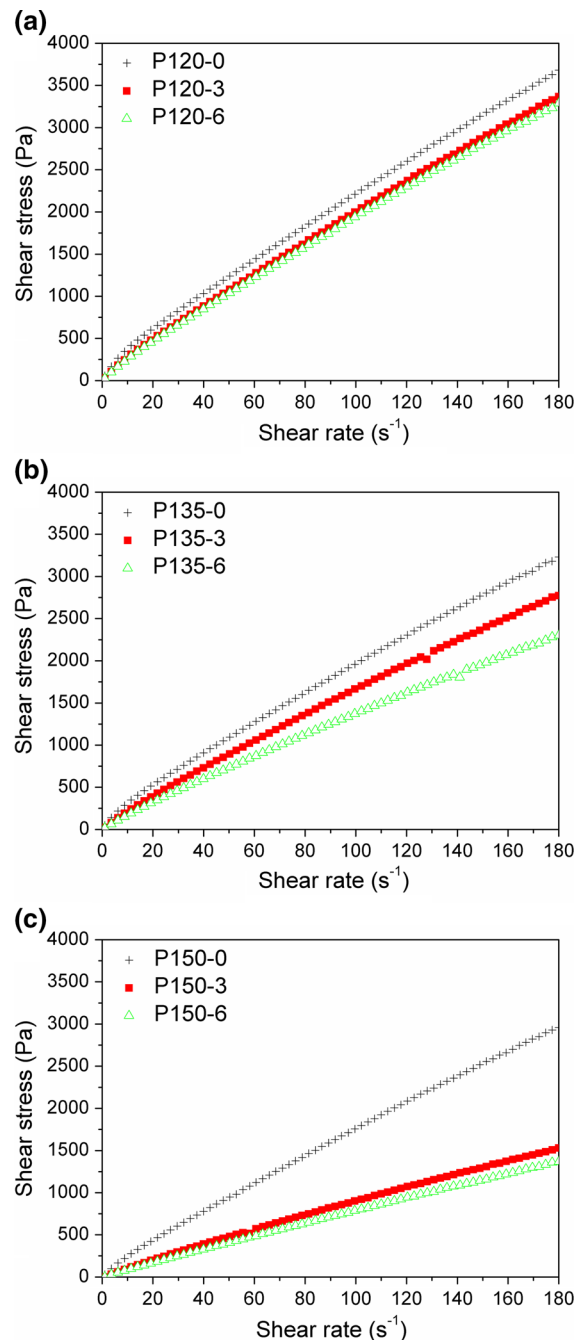 (a)
4000
3500
3000
2500
2000
1500
1000
500
0
Shear stress (Pa)
+ P120-0
■ P120-3
△ P120-6
0 20 40 60 80 100 120 140 160 180
Shear rate (s⁻¹)
(b)
4000
3500
3000
2500
2000
1500
1000
500
0
Shear stress (Pa)
+ P135-0
■ P135-3
△ P135-6
0 20 40 60 80 100 120 140 160 180
Shear rate (s⁻¹)
(c)
4000
3500
3000
2500
2000
1500
1000
500
0
Shear stress (Pa)
+ P150-0
■ P150-3
△ P150-6
0 20 40 60 80 100 120 140 160 180
Shear rate (s⁻¹)